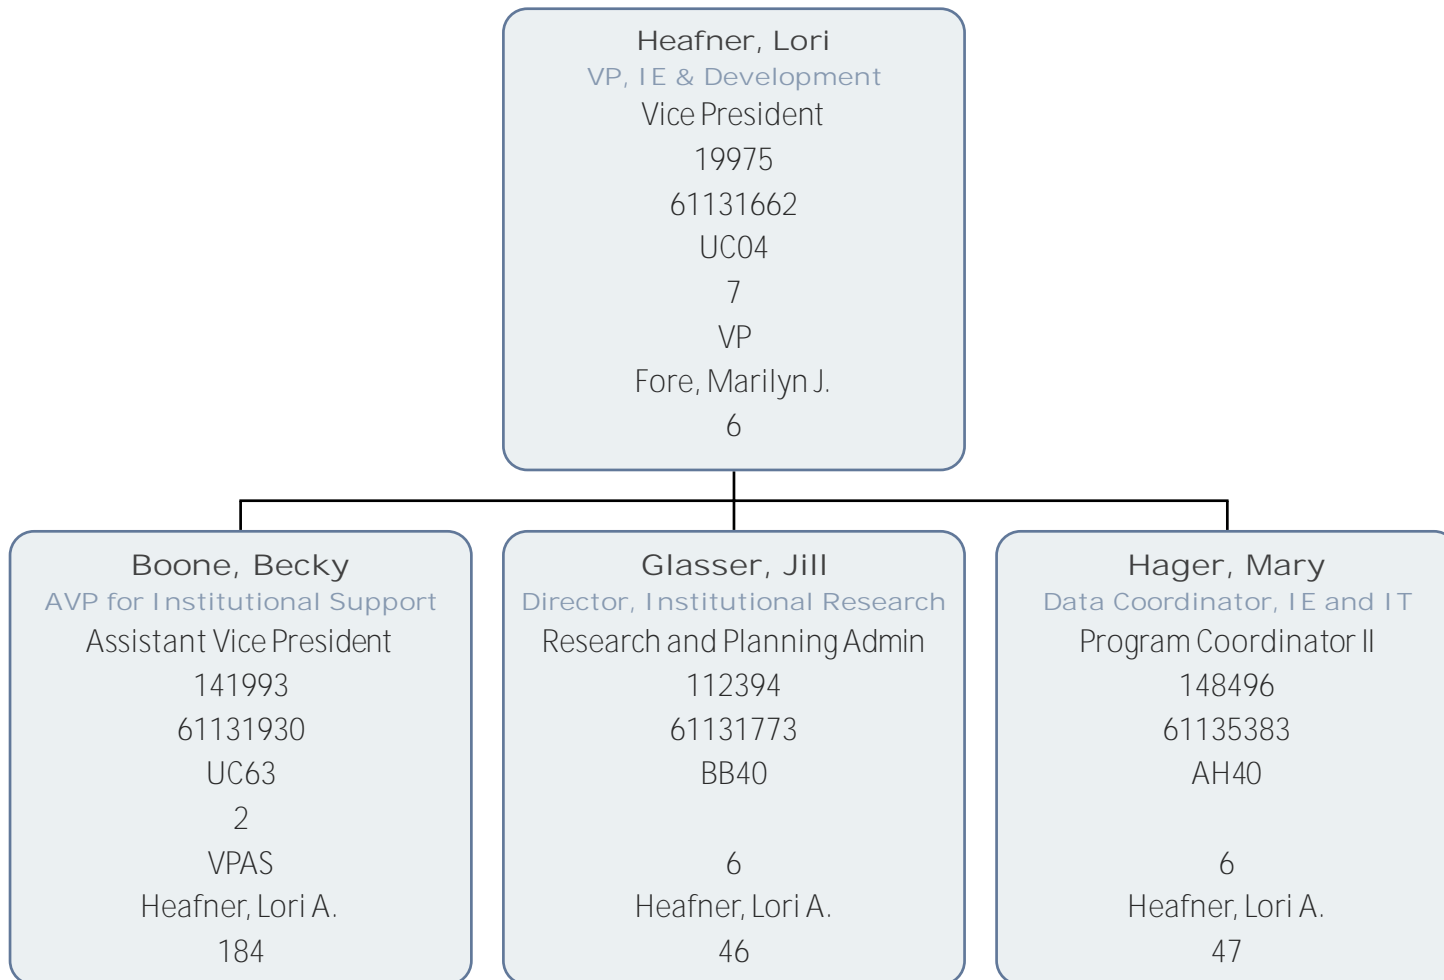 Heafner, Lori
VP, IE & Development
Vice President
19975
61131662
UC04
7
VP
Fore, Marilyn J.
6
Boone, Becky
AVP for Institutional Support
Assistant Vice President
141993
61131930
UC63
2
VPAS
Heafner, Lori A.
184
Glasser, Jill
Director, Institutional Research
Research and Planning Admin
112394
61131773
BB40
6
Heafner, Lori A.
46
Hager, Mary
Data Coordinator, IE and IT
Program Coordinator II
148496
61135383
AH40
6
Heafner, Lori A.
47